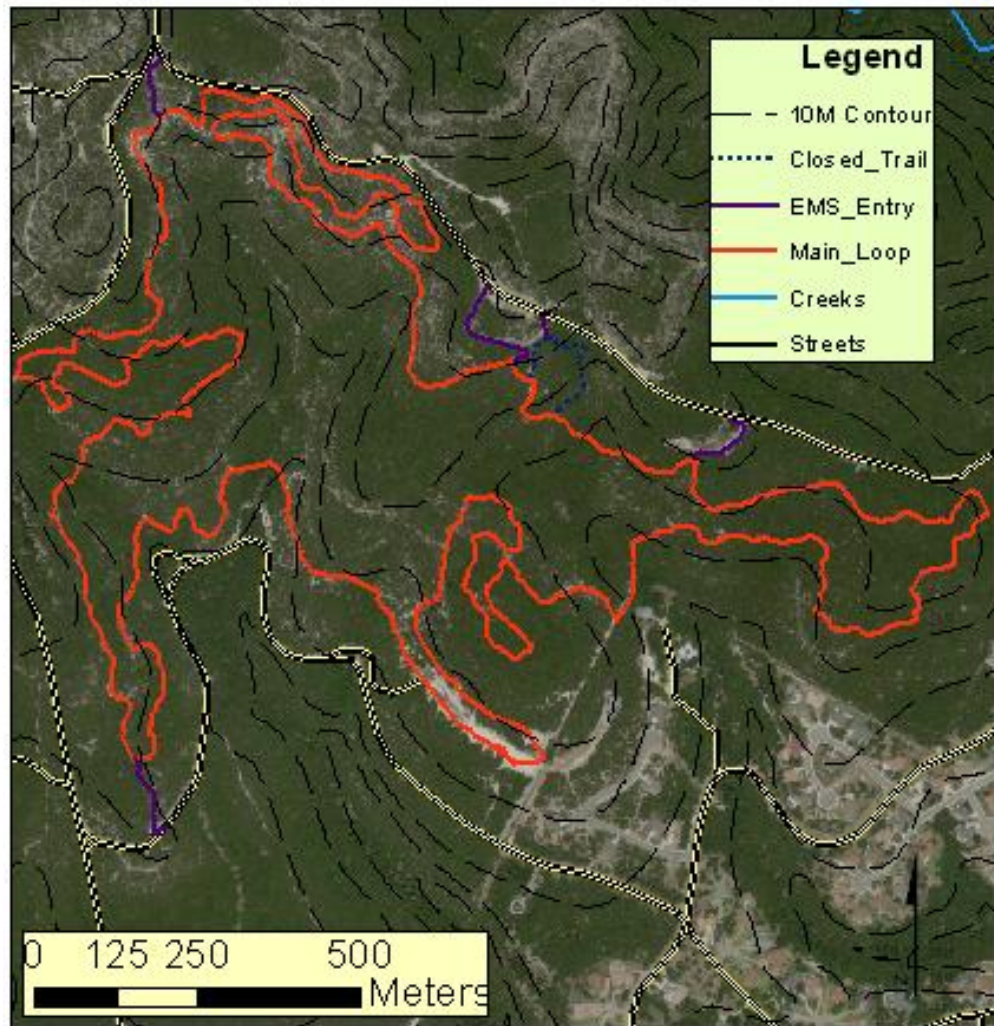 Legend
10M Contour
Closed_Trail
EMS_Entry
Main_Loop
Creeks
Streets
0 125 250 500
Meters